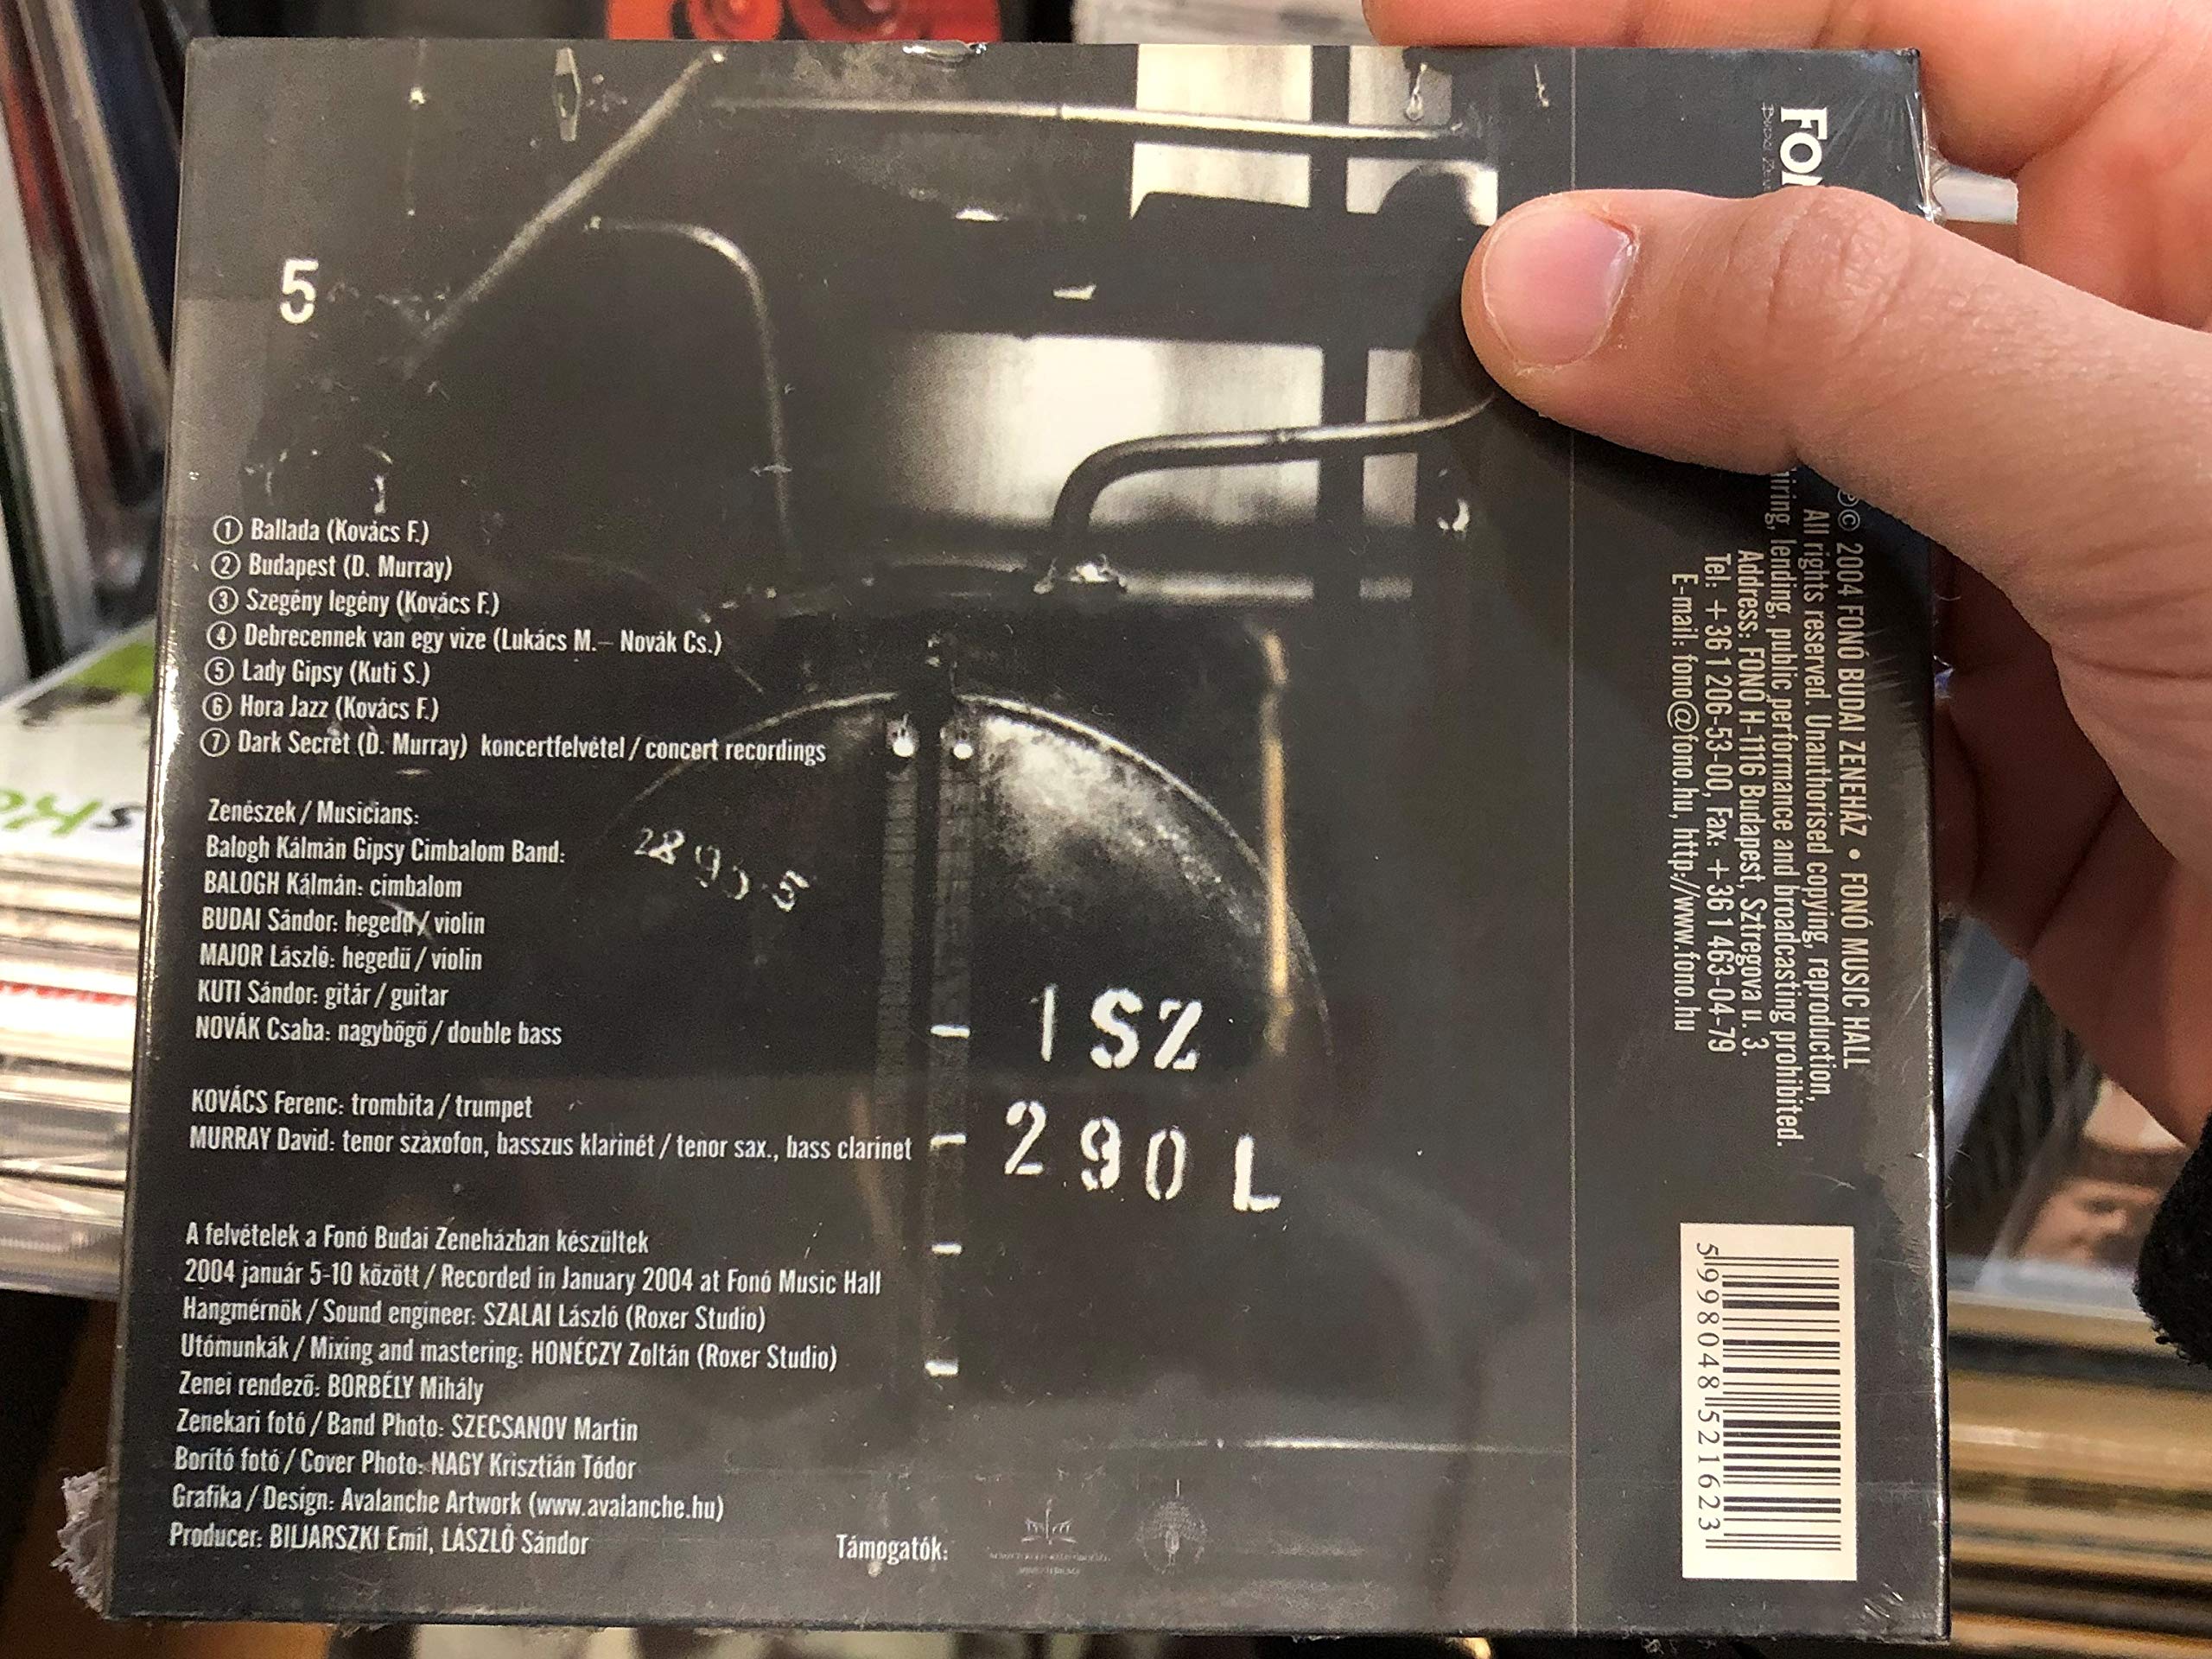 5
① Ballada (Kovács F.)
② Budapest (D. Murray)
③ Szegény legény (Kovács F.)
④ Debrecennek van egy vize (Lukács M. – Novák Cs.)
⑤ Lady Gipsy (Kuti S.)
⑥ Hora Jazz (Kovács F.)
⑦ Dark Secret (D. Murray) koncertfelvétel / concert recordings
Zenészek / Musicians:
Balogh Kálmán Gipsy Cimbalom Band:
BALOGH Kálmán: cimbalom
BUDAI Sándor: hegedű / violin
MAJOR László: hegedű / violin
KUTI Sándor: gitár / guitar
NOVÁK Csaba: nagybőgő / double bass
KOVÁCS Ferenc: trombita / trumpet
MURRAY David: tenor szaxofon, basszus klarinét / tenor sax., bass clarinet
A felvételek a Fonó Budai Zeneházban készültek
2004 január 5-10 között / Recorded in January 2004 at Fonó Music Hall
Hangmérnök / Sound engineer: SZALAI László (Roxer Studio)
Utómunkák / Mixing and mastering: HONÉCZY Zoltán (Roxer Studio)
Zenei rendező: BORBÉLY Mihály
Zenekari fotó / Band Photo: SZECSANOV Martin
Borító fotó / Cover Photo: NAGY Krisztián Tódor
Grafika / Design: Avalanche Artwork (www.avalanche.hu)
Producer: BILJARSZKI Emil, LÁSZLÓ Sándor
Támogatók:
1 SZ
290 L
℗© 2004 FONÓ BUDAI ZENEHÁZ • FONÓ MUSIC HALL
All rights reserved. Unauthorised copying, reproduction,
hiring, lending, public performance and broadcasting prohibited.
Address: FONÓ H-1116 Budapest, Sztregova u. 3.
Tel.: +361 206-53-00, Fax: +361 463-04-79
E-mail: fono@fono.hu, http://www.fono.hu
5998048521623